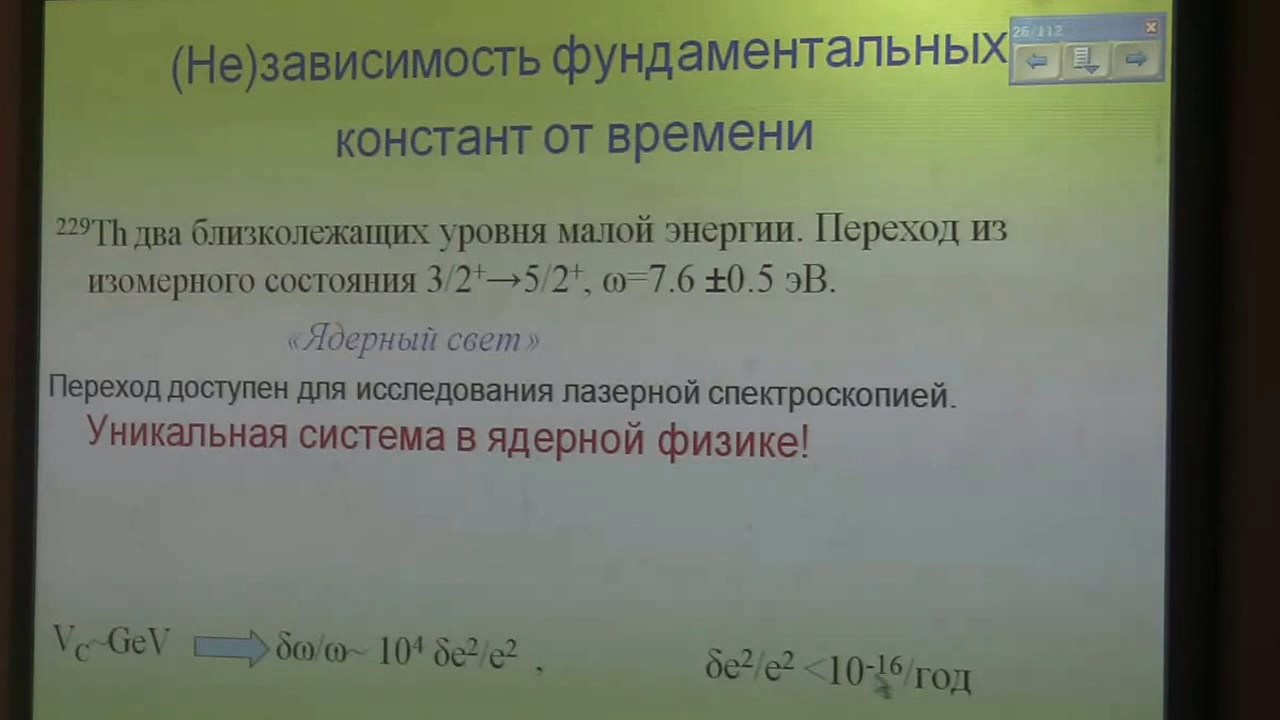 26/112
(Не)зависимость фундаментальных
констант от времени
²²⁹Th два близколежащих уровня малой энергии. Переход из
изомерного состояния 3/2⁺→5/2⁺, ω=7.6 ±0.5 эВ.
«Ядерный свет»
Переход доступен для исследования лазерной спектроскопией.
Уникальная система в ядерной физике!
V_C~GeV δω/ω~ 10⁴ δe²/e² , δe²/e² <10⁻¹⁶/год